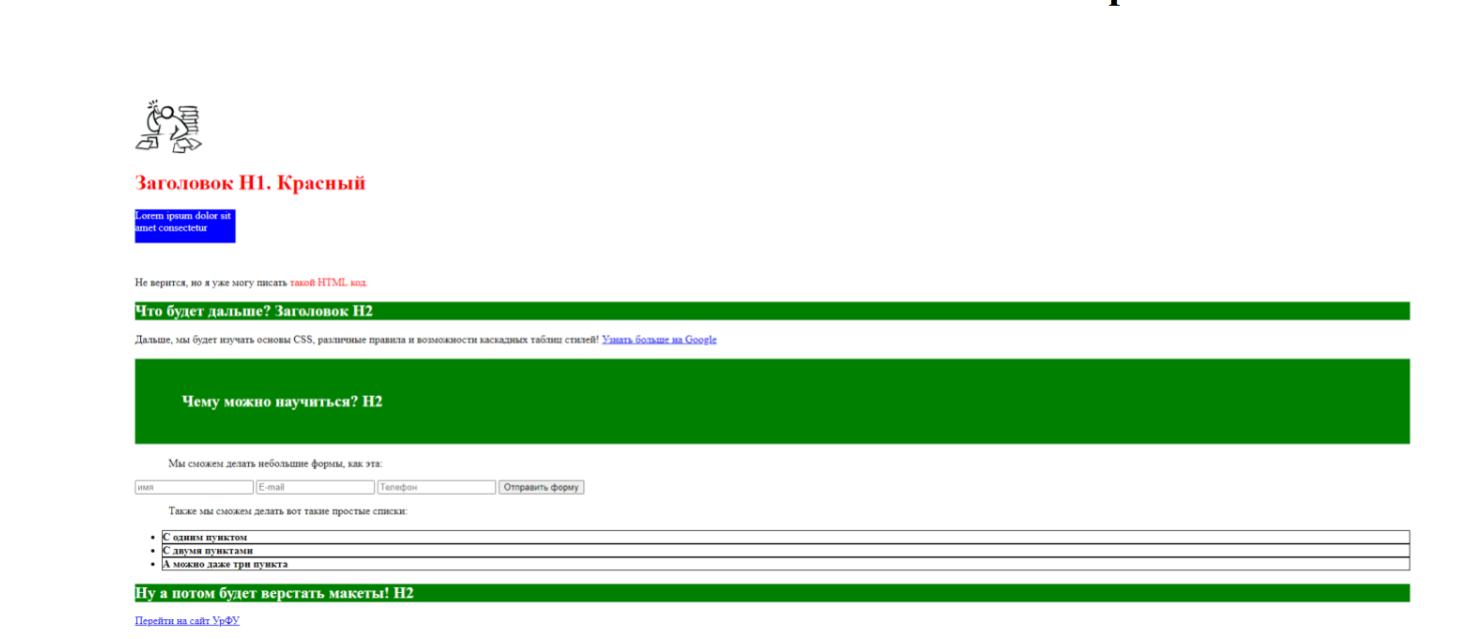 Заголовок H1. Красный
Lorem ipsum dolor sit
amet consectetur
Не верится, но я уже могу писать такой HTML код.
Что будет дальше? Заголовок H2
Дальше, мы будет изучать основы CSS, различные правила и возможности каскадных таблиц стилей! Узнать больше на Google
Чему можно научиться? H2
Мы сможем делать небольшие формы, как эта:
имя E-mail Телефон Отправить форму
Также мы сможем делать вот такие простые списки:
С одним пунктом
С двумя пунктами
А можно даже три пункта
Ну а потом будет верстать макеты! H2
Перейти на сайт УрФУ